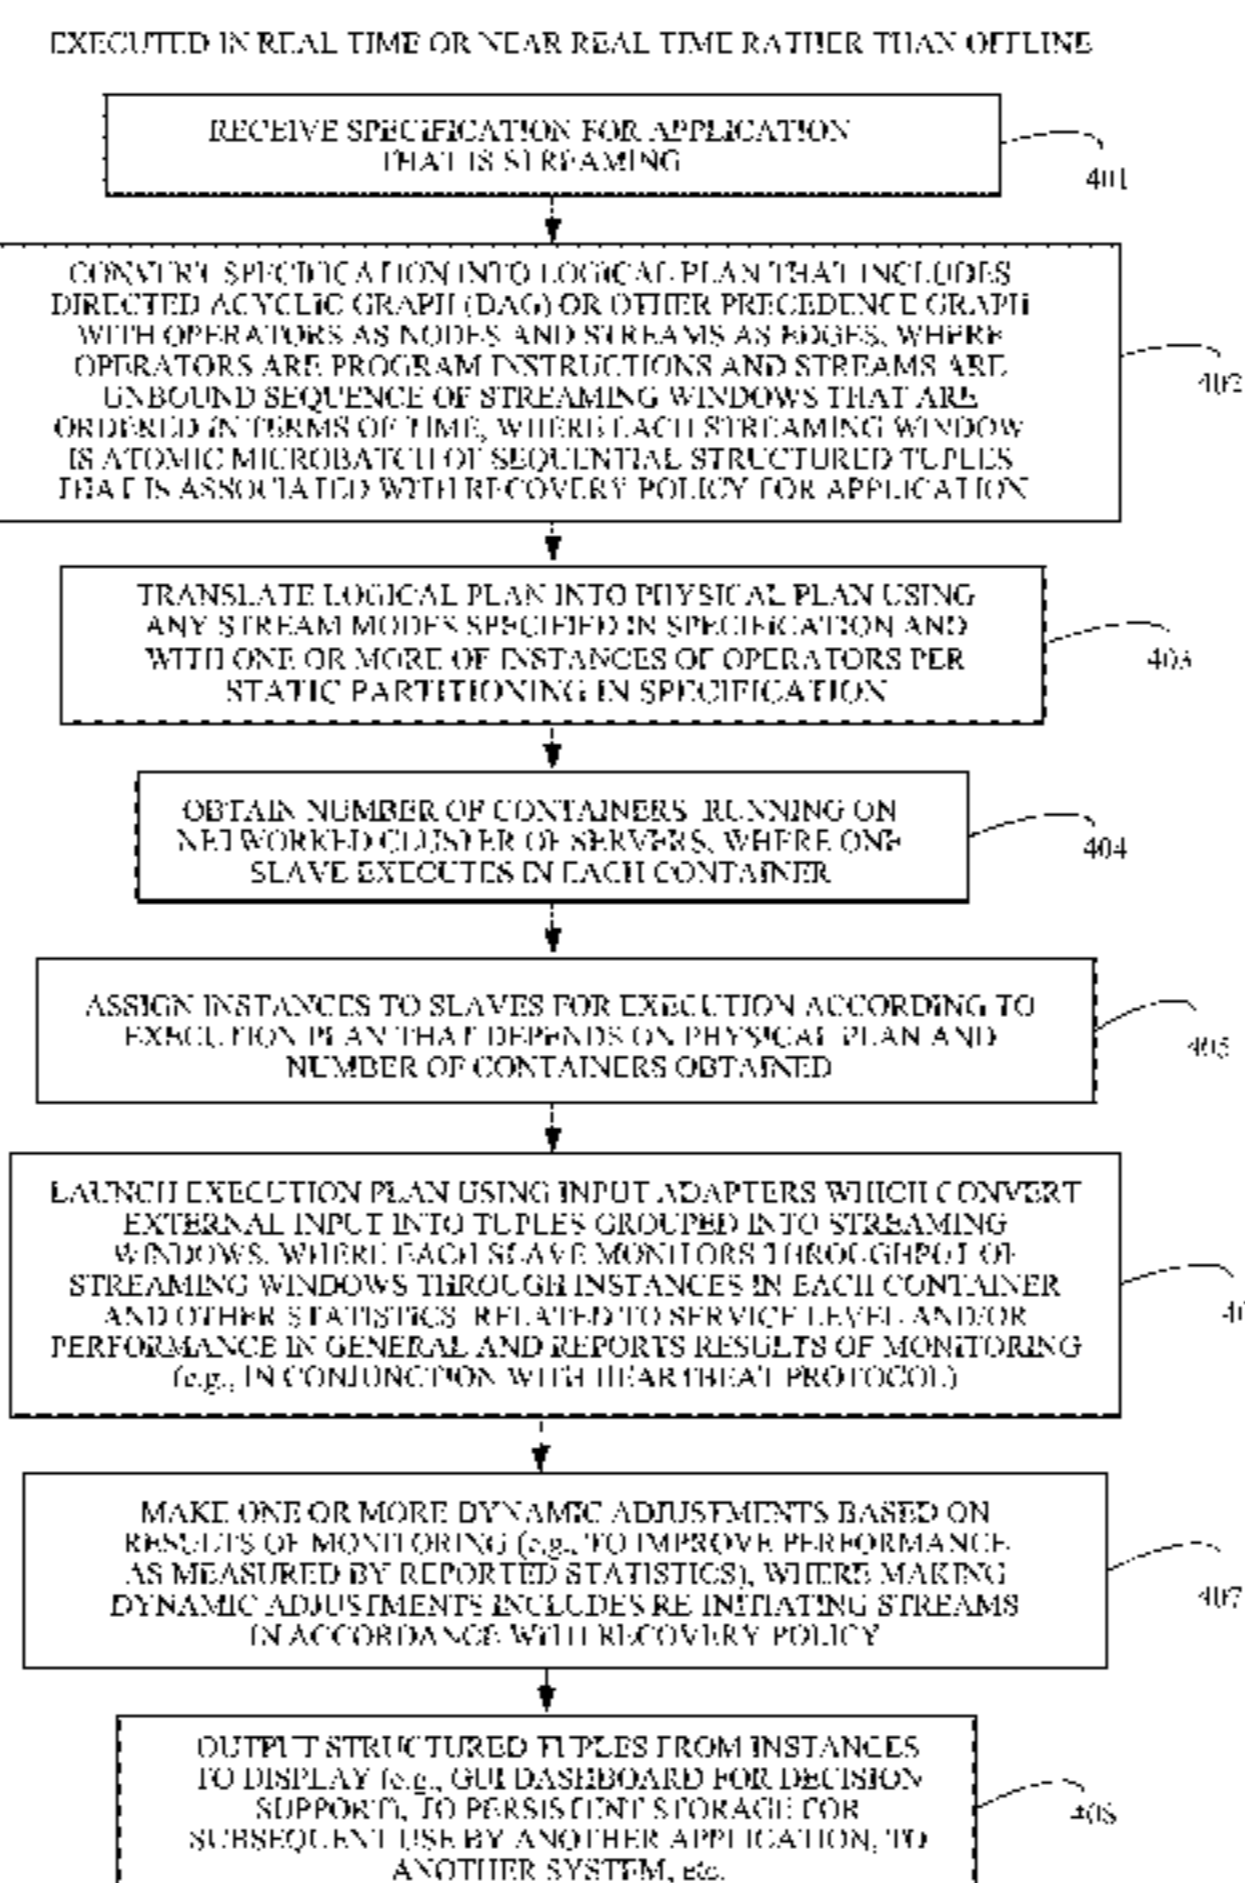 EXECUTED IN REAL TIME OR NEAR REAL TIME RATHER THAN OFFLINE
RECEIVE SPECIFICATION FOR APPLICATION
THAT IS STREAMING
401
CONVERT SPECIFICATION INTO LOGICAL PLAN THAT INCLUDES
DIRECTED ACYCLIC GRAPH (DAG) OR OTHER PRECEDENCE GRAPH
WITH OPERATORS AS NODES AND STREAMS AS EDGES, WHERE
OPERATORS ARE PROGRAM INSTRUCTIONS AND STREAMS ARE
UNBOUND SEQUENCE OF STREAMING WINDOWS THAT ARE
ORDERED IN TERMS OF TIME, WHERE EACH STREAMING WINDOW
IS ATOMIC MICROBATCH OF SEQUENTIAL STRUCTURED TUPLES
THAT IS ASSOCIATED WITH RECOVERY POLICY FOR APPLICATION
402
TRANSLATE LOGICAL PLAN INTO PHYSICAL PLAN USING
ANY STREAM MODES SPECIFIED IN SPECIFICATION AND
WITH ONE OR MORE OF INSTANCES OF OPERATORS PER
STATIC PARTITIONING IN SPECIFICATION
403
OBTAIN NUMBER OF CONTAINERS RUNNING ON
NETWORKED CLUSTER OF SERVERS, WHERE ONE
SLAVE EXECUTES IN EACH CONTAINER
404
ASSIGN INSTANCES TO SLAVES FOR EXECUTION ACCORDING TO
EXECUTION PLAN THAT DEPENDS ON PHYSICAL PLAN AND
NUMBER OF CONTAINERS OBTAINED
405
LAUNCH EXECUTION PLAN USING INPUT ADAPTERS WHICH CONVERT
EXTERNAL INPUT INTO TUPLES GROUPED INTO STREAMING
WINDOWS, WHERE EACH SLAVE MONITORS THROUGHPUT OF
STREAMING WINDOWS THROUGH INSTANCES IN EACH CONTAINER
AND OTHER STATISTICS RELATED TO SERVICE LEVEL AND/OR
PERFORMANCE IN GENERAL AND REPORTS RESULTS OF MONITORING
(e.g., IN CONJUNCTION WITH HEARTBEAT PROTOCOL)
MAKE ONE OR MORE DYNAMIC ADJUSTMENTS BASED ON
RESULTS OF MONITORING (e.g., TO IMPROVE PERFORMANCE
AS MEASURED BY REPORTED STATISTICS), WHERE MAKING
DYNAMIC ADJUSTMENTS INCLUDES RE-INITIATING STREAMS
IN ACCORDANCE WITH RECOVERY POLICY
407
OUTPUT STRUCTURED TUPLES FROM INSTANCES
TO DISPLAY (e.g., GUI DASHBOARD FOR DECISION
SUPPORT), TO PERSISTENT STORAGE FOR
SUBSEQUENT USE BY ANOTHER APPLICATION, TO
ANOTHER SYSTEM, etc.
408